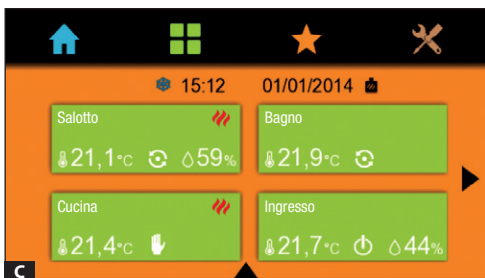 15:12 01/01/2014
Salotto
21,1°C 59%
Bagno
21,9°C
Cucina
21,4°C
Ingresso
21,7°C 44%
C